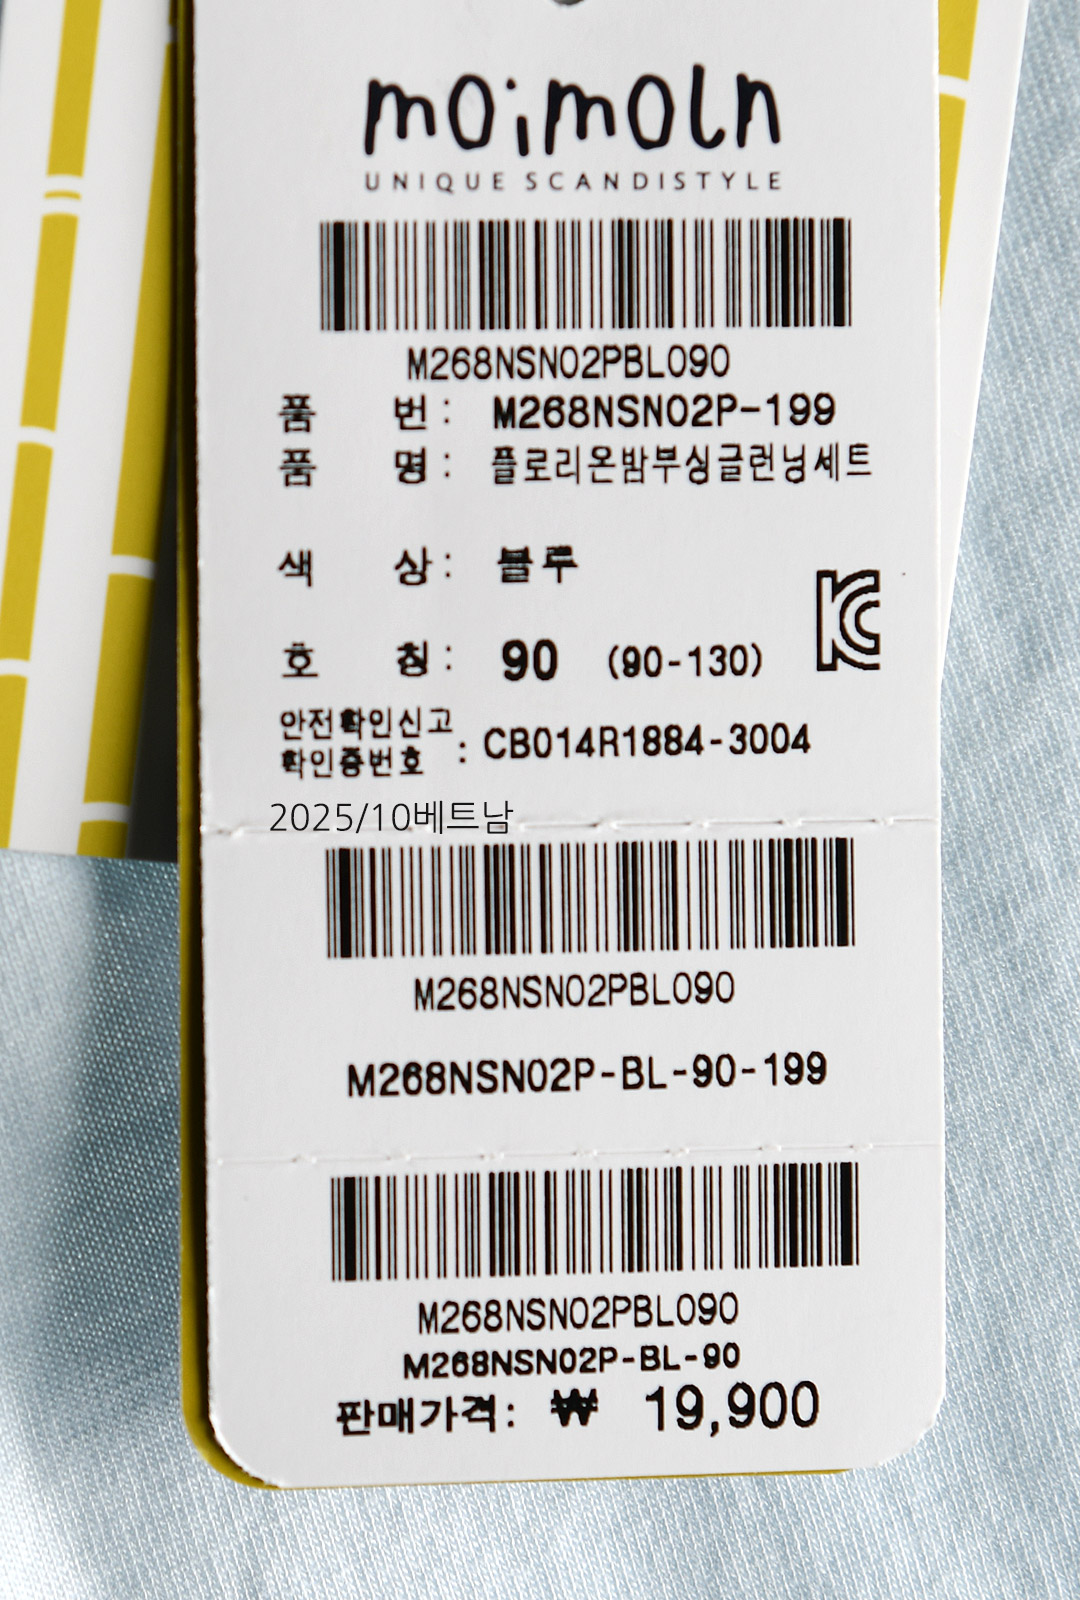 moimoln
UNIQUE SCANDISTYLE
M268NSN02PBL090
품 번 : M268NSN02P-199
품 명 : 플로리온밤부싱글런닝세트
색 상 : 블루
호 칭 : 90 (90-130)
안전확인신고
확인증번호 : CB014R1884-3004
2025/10베트남
M268NSN02PBL090
M268NSN02P-BL-90-199
M268NSN02PBL090
M268NSN02P-BL-90
판매가격: ₩ 19,900